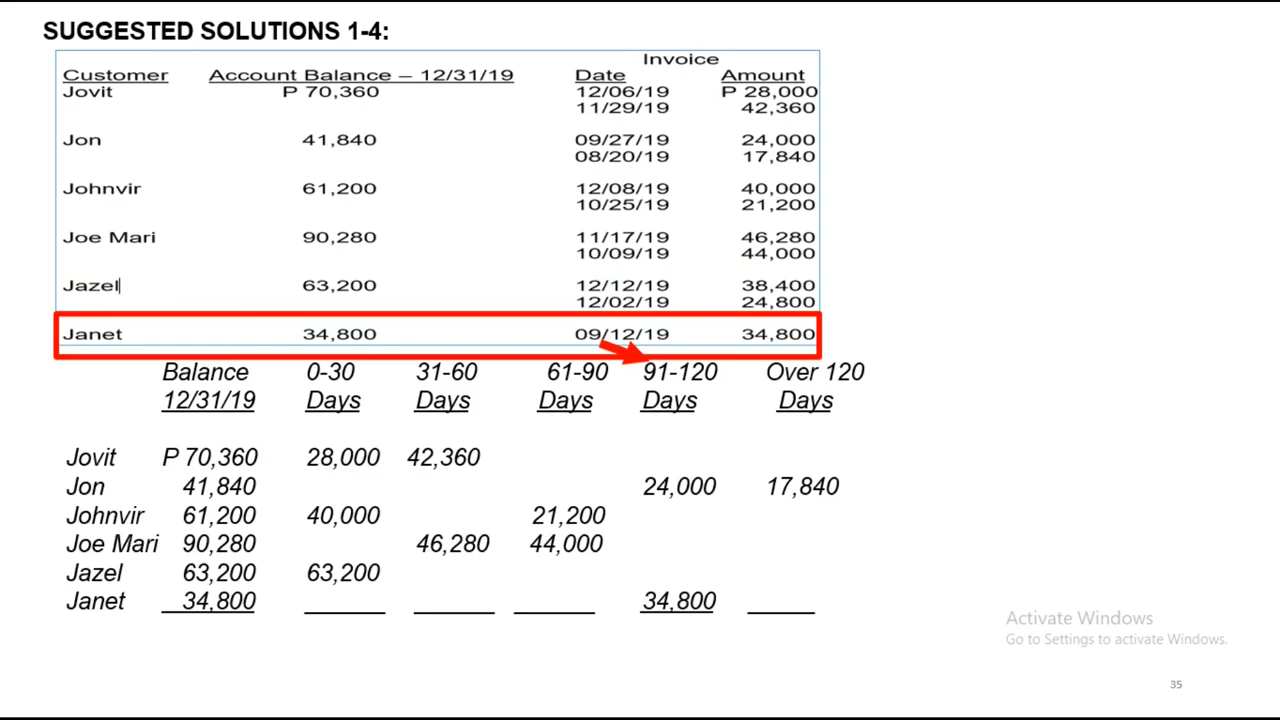 SUGGESTED SOLUTIONS 1-4:
Invoice
Customer Account Balance – 12/31/19 Date Amount
Jovit P 70,360 12/06/19 P 28,000
11/29/19 42,360
Jon 41,840 09/27/19 24,000
08/20/19 17,840
Johnvir 61,200 12/08/19 40,000
10/25/19 21,200
Joe Mari 90,280 11/17/19 46,280
10/09/19 44,000
Jazel 63,200 12/12/19 38,400
12/02/19 24,800
Janet 34,800 09/12/19 34,800
Balance 0-30 31-60 61-90 91-120 Over 120
12/31/19 Days Days Days Days Days
Jovit P 70,360 28,000 42,360
Jon 41,840 24,000 17,840
Johnvir 61,200 40,000 21,200
Joe Mari 90,280 46,280 44,000
Jazel 63,200 63,200
Janet 34,800 34,800
Activate Windows
Go to Settings to activate Windows.
35